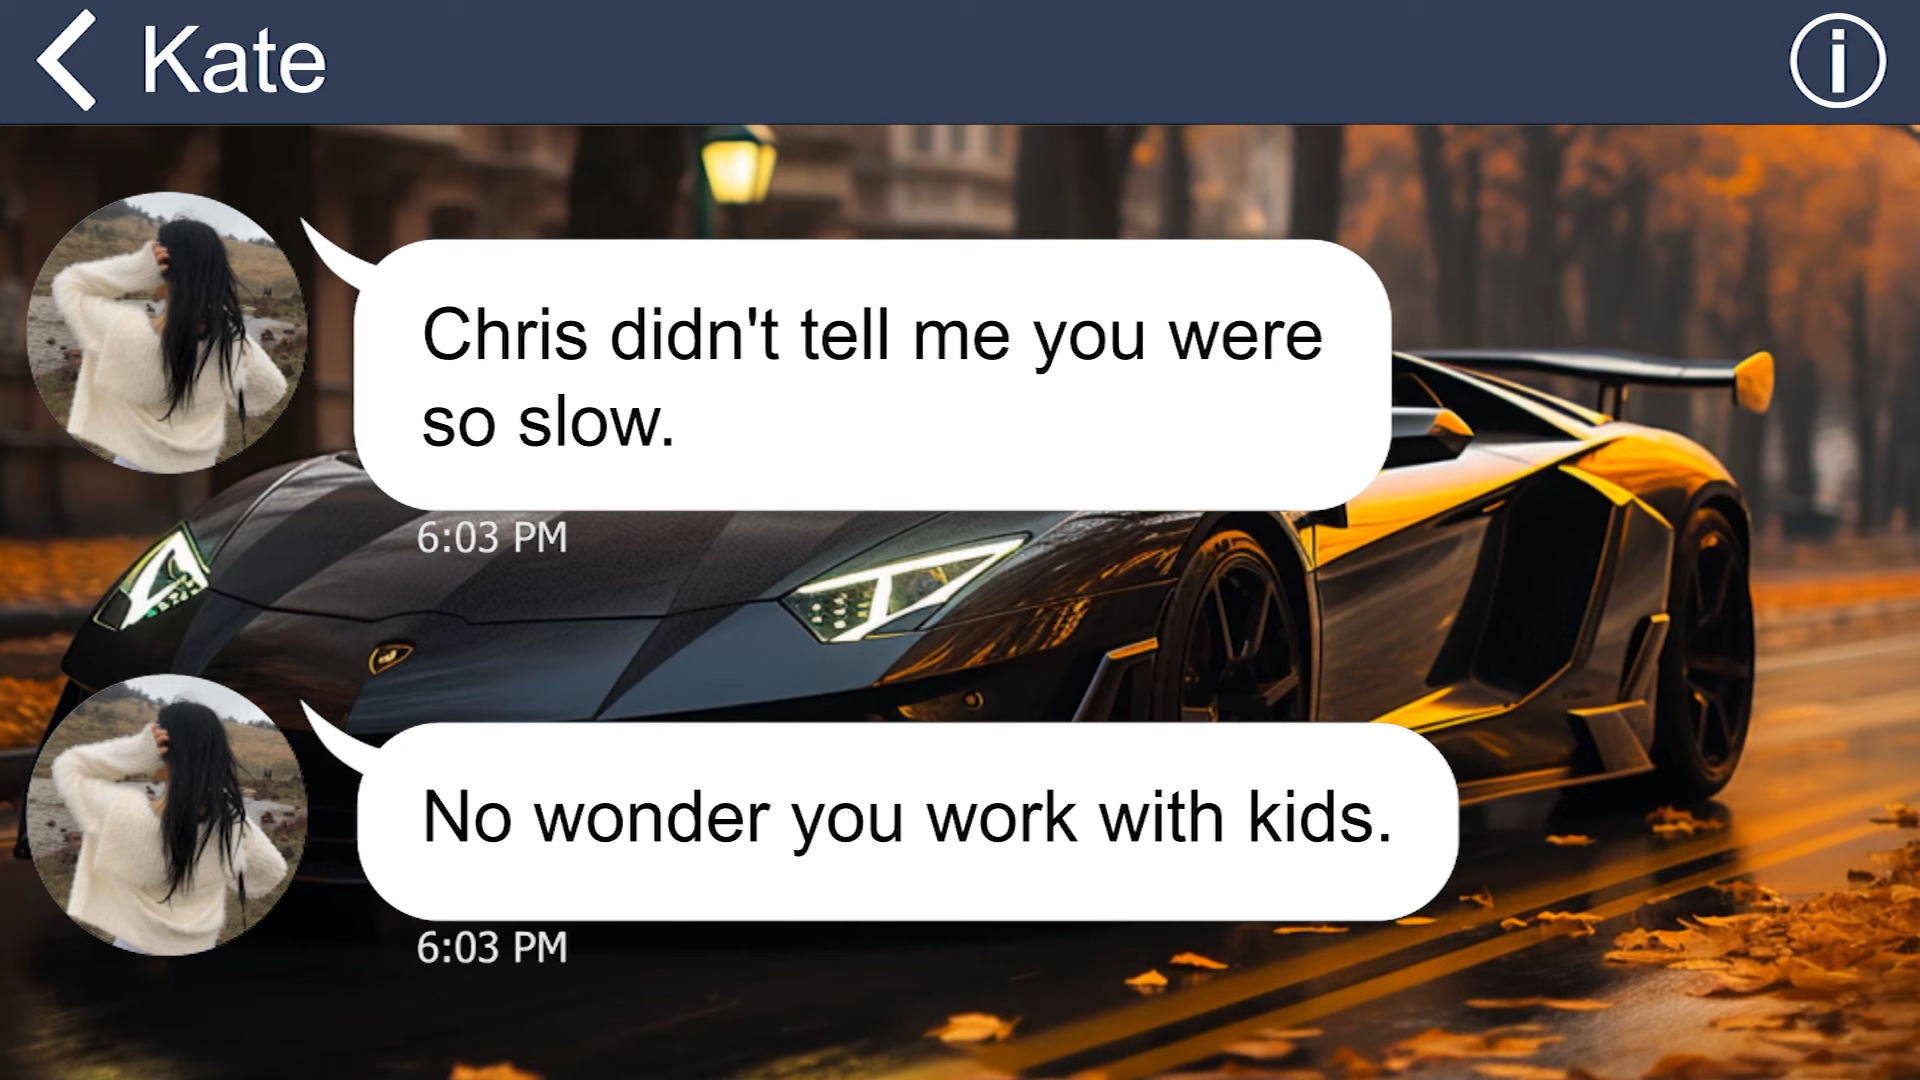 Kate
Chris didn't tell me you were
so slow.
6:03 PM
No wonder you work with kids.
6:03 PM